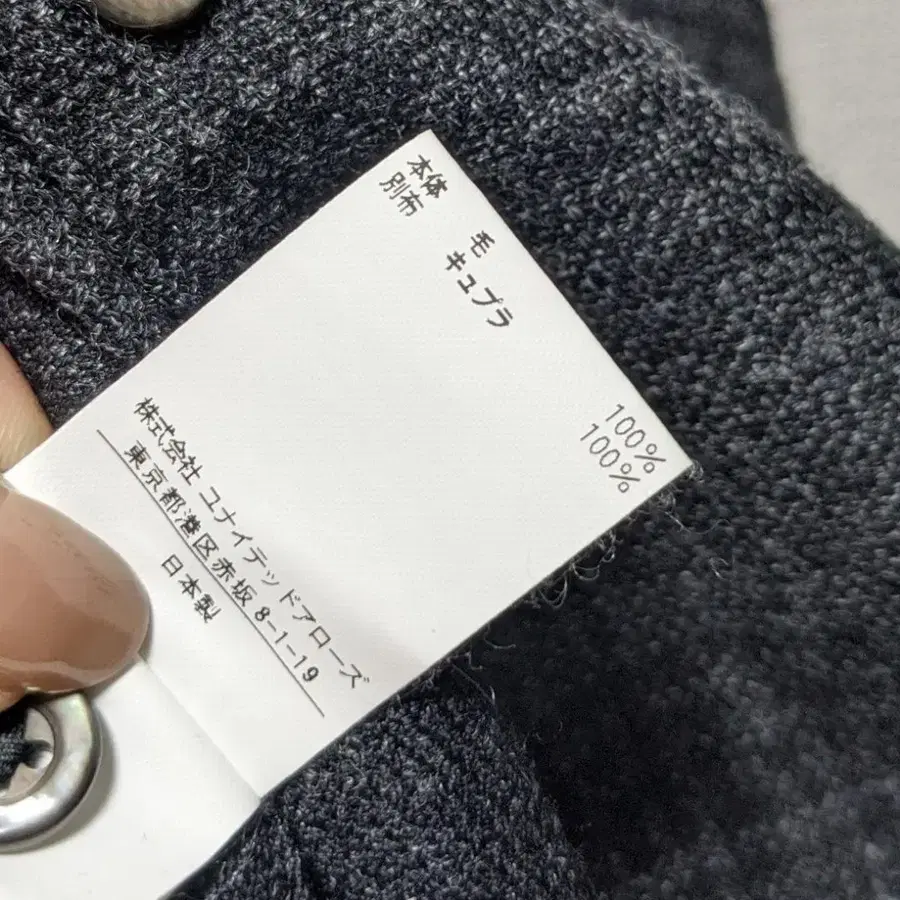 本体 毛 100%
別布 キュプラ 100%
株式会社 ユナイテッドアローズ
東京都港区赤坂 8-1-19
日本製